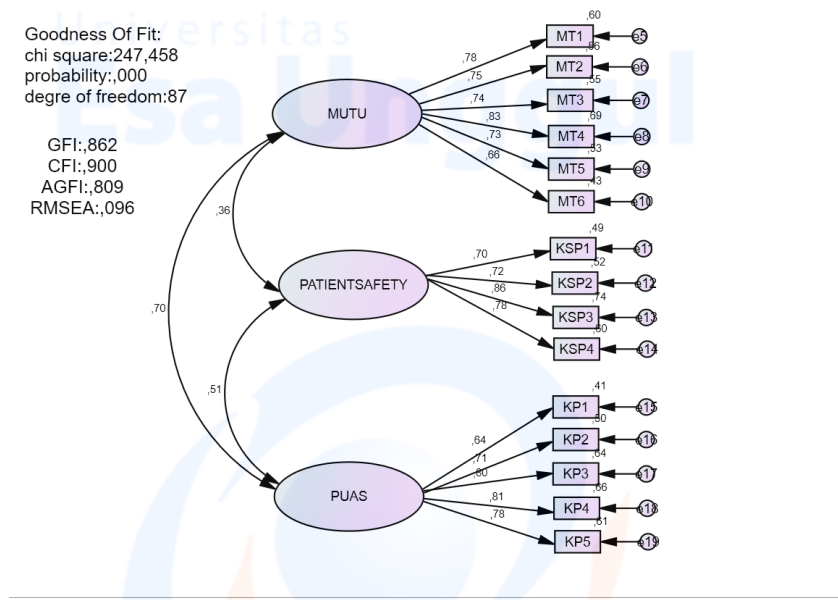 Universitas
Esa Unggul
Goodness Of Fit:
chi square:247,458
probability:,000
degre of freedom:87
GFI:,862
CFI:,900
AGFI:,809
RMSEA:,096
MUTU
,78
,75
,74
,83
,73
,66
,60
MT1
e5
,56
MT2
e6
,55
MT3
e7
,69
MT4
e8
,53
MT5
e9
,43
MT6
e10
,36
PATIENTSAFETY
,70
,72
,86
,78
,49
KSP1
e11
,52
KSP2
e12
,74
KSP3
e13
,60
KSP4
e14
,70
,51
PUAS
,64
,71
,80
,81
,78
,41
KP1
e15
,50
KP2
e16
,64
KP3
e17
,66
KP4
e18
,61
KP5
e19